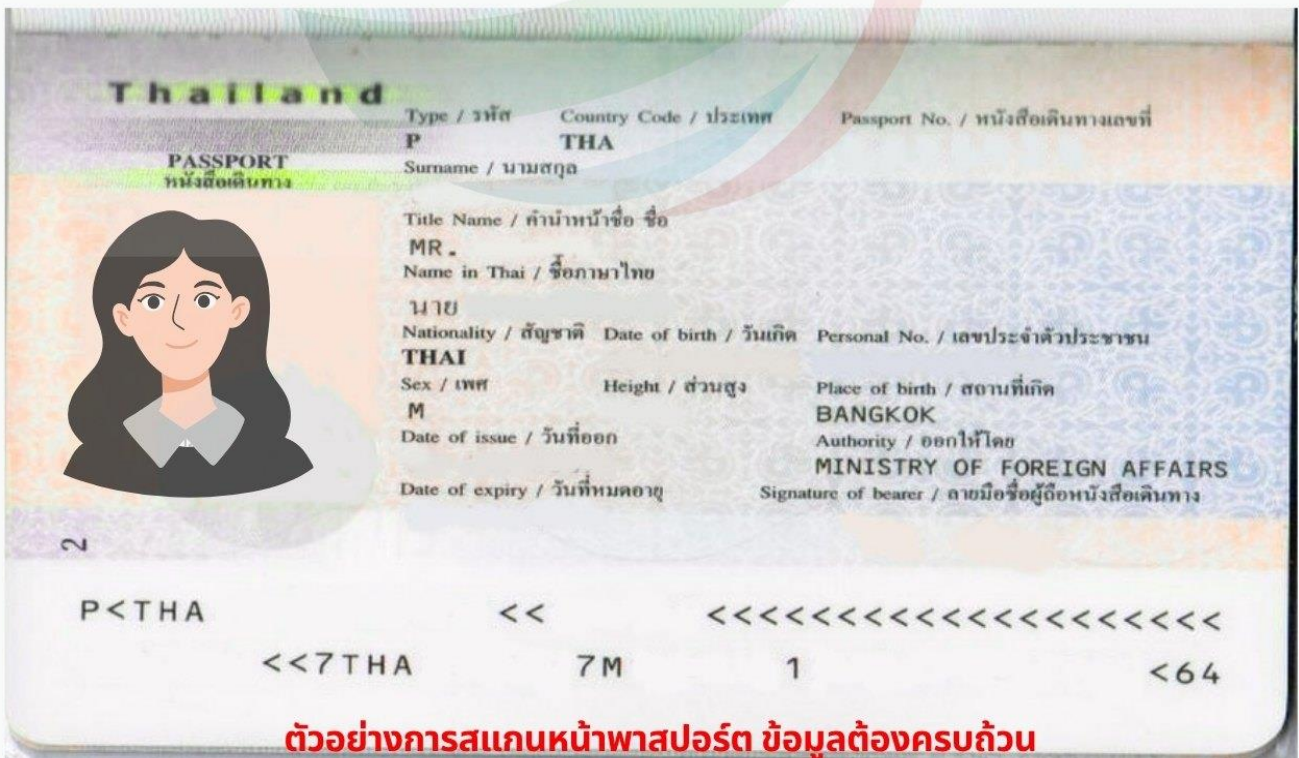 Thailand
PASSPORT
หนังสือเดินทาง
Type / รหัส Country Code / ประเทศ Passport No. / หนังสือเดินทางเลขที่
P THA
Surname / นามสกุล
Title Name / คำนำหน้าชื่อ ชื่อ
MR.
Name in Thai / ชื่อภาษาไทย
นาย
Nationality / สัญชาติ Date of birth / วันเกิด Personal No. / เลขประจำตัวประชาชน
THAI
Sex / เพศ Height / ส่วนสูง Place of birth / สถานที่เกิด
M BANGKOK
Date of issue / วันที่ออก Authority / ออกให้โดย
MINISTRY OF FOREIGN AFFAIRS
Date of expiry / วันที่หมดอายุ Signature of bearer / ลายมือชื่อผู้ถือหนังสือเดินทาง
2
P<THA << <<<<<<<<<<<<<<<<<<<<<
<<7THA 7M 1 <64
ตัวอย่างการสแกนหน้าพาสปอร์ต ข้อมูลต้องครบถ้วน